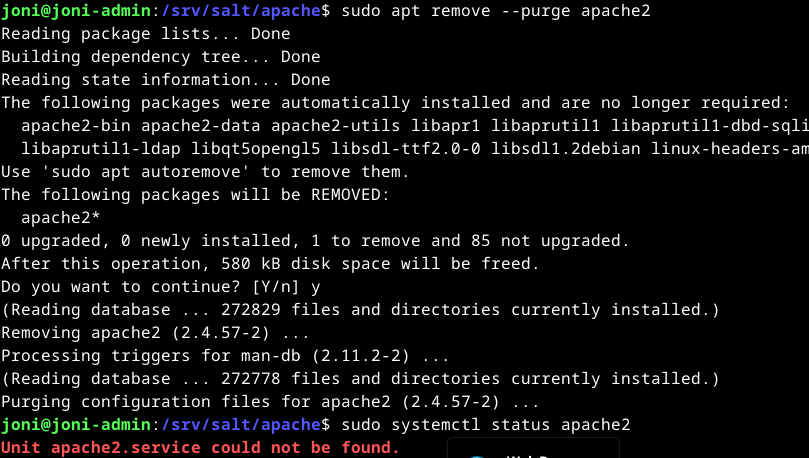 joni@joni-admin:/srv/salt/apache$ sudo apt remove --purge apache2
Reading package lists... Done
Building dependency tree... Done
Reading state information... Done
The following packages were automatically installed and are no longer required:
  apache2-bin apache2-data apache2-utils libapr1 libaprutil1 libaprutil1-dbd-sqli
  libaprutil1-ldap libqt5opengl5 libsdl-ttf2.0-0 libsdl1.2debian linux-headers-am
Use 'sudo apt autoremove' to remove them.
The following packages will be REMOVED:
  apache2*
0 upgraded, 0 newly installed, 1 to remove and 85 not upgraded.
After this operation, 580 kB disk space will be freed.
Do you want to continue? [Y/n] y
(Reading database ... 272829 files and directories currently installed.)
Removing apache2 (2.4.57-2) ...
Processing triggers for man-db (2.11.2-2) ...
(Reading database ... 272778 files and directories currently installed.)
Purging configuration files for apache2 (2.4.57-2) ...
joni@joni-admin:/srv/salt/apache$ sudo systemctl status apache2
Unit apache2.service could not be found.